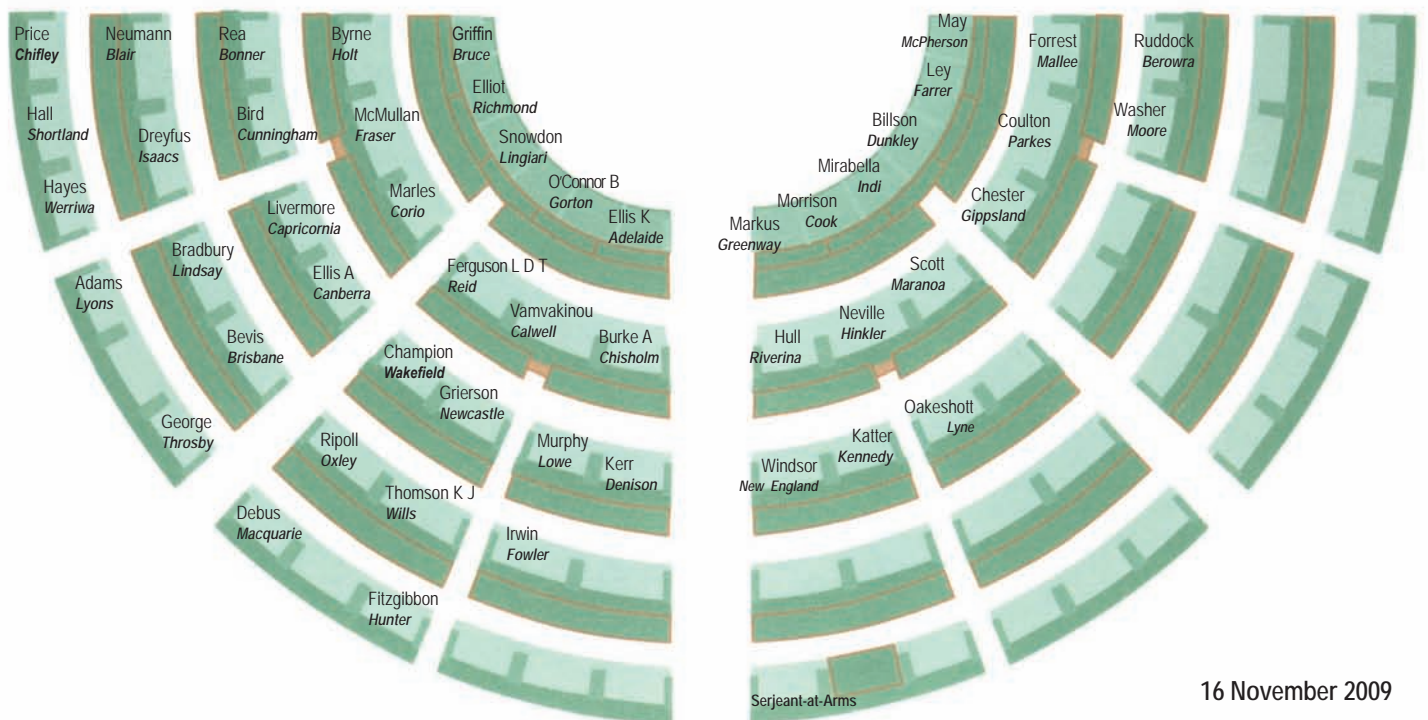 Price
Chifley
Hall
Shortland
Hayes
Werriwa
Neumann
Blair
Dreyfus
Isaacs
Rea
Bonner
Bird
Cunningham
Byrne
Holt
McMullan
Fraser
Marles
Corio
Griffin
Bruce
Elliot
Richmond
Snowdon
Lingiari
O'Connor B
Gorton
Ellis K
Adelaide
Adams
Lyons
George
Throsby
Bradbury
Lindsay
Bevis
Brisbane
Livermore
Capricornia
Ellis A
Canberra
Ferguson L D T
Reid
Vamvakinou
Calwell
Burke A
Chisholm
Champion
Wakefield
Grierson
Newcastle
Murphy
Lowe
Kerr
Denison
Ripoll
Oxley
Thomson K J
Wills
Irwin
Fowler
Debus
Macquarie
Fitzgibbon
Hunter
May
McPherson
Ley
Farrer
Billson
Dunkley
Mirabella
Indi
Morrison
Cook
Markus
Greenway
Forrest
Mallee
Coulton
Parkes
Chester
Gippsland
Ruddock
Berowra
Washer
Moore
Scott
Maranoa
Neville
Hinkler
Hull
Riverina
Oakeshott
Lyne
Katter
Kennedy
Windsor
New England
Serjeant-at-Arms
16 November 2009